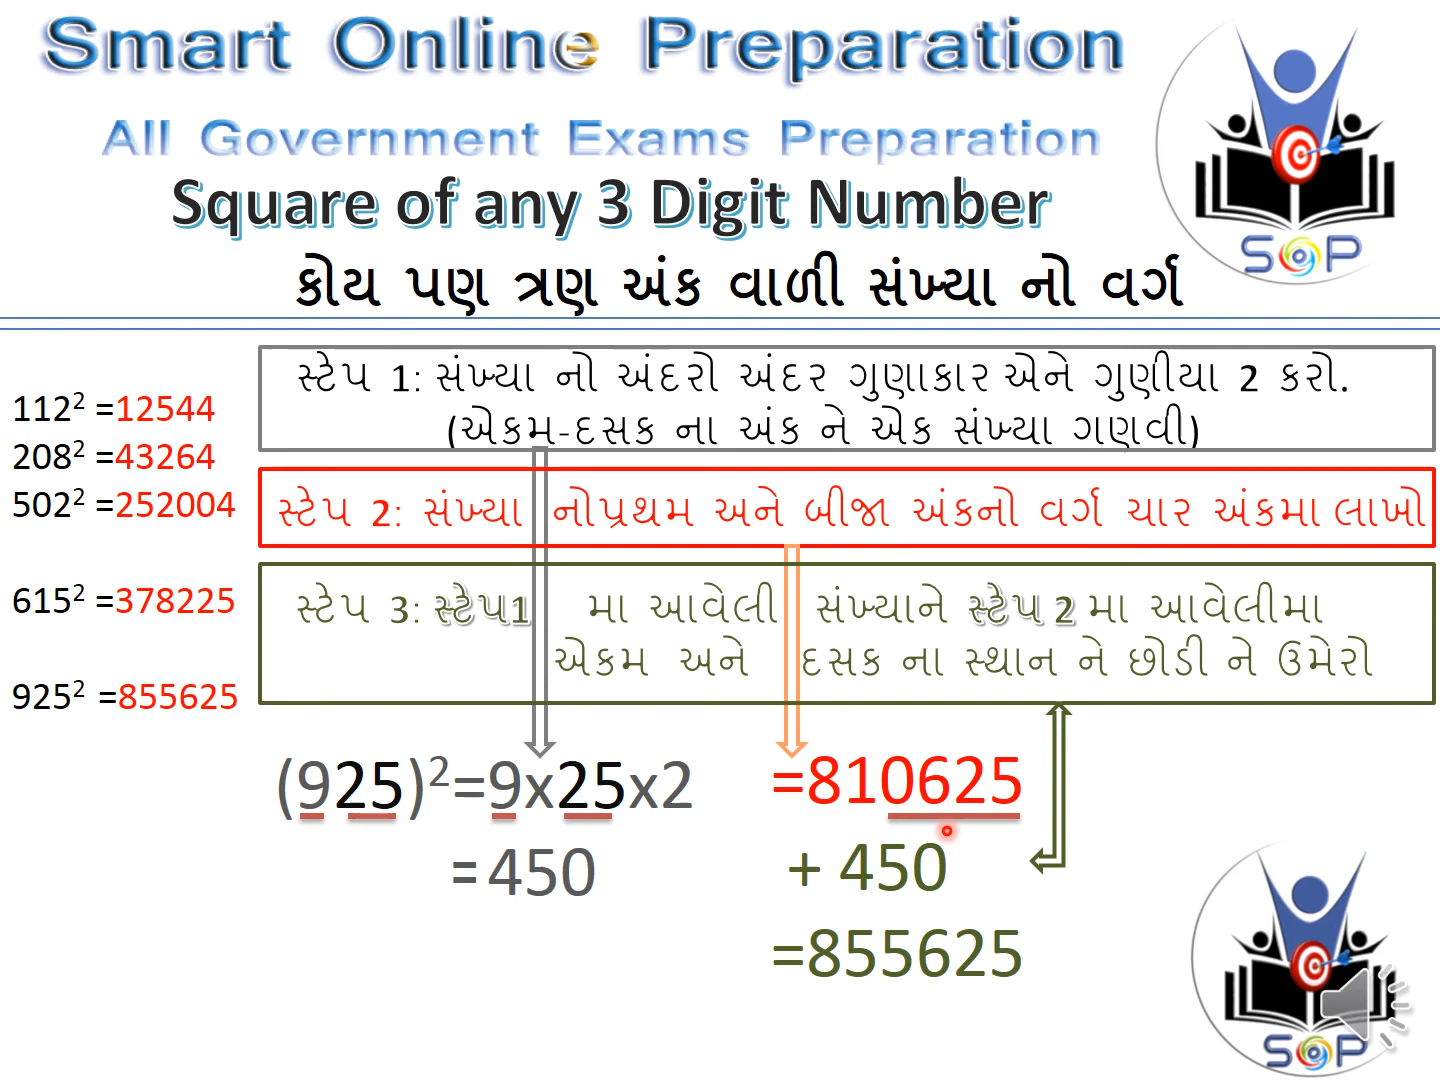 Smart Online Preparation
All Government Exams Preparation
Square of any 3 Digit Number
કોય પણ ત્રણ અંક વાળી સંખ્યા નો વર્ગ
SOP
112² =12544
208² =43264
502² =252004
615² =378225
925² =855625
સ્ટેપ 1: સંખ્યા નો અંદરો અંદર ગુણાકાર એને ગુણીયા 2 કરો.
(એકમ-દસક ના અંક ને એક સંખ્યા ગણવી)
સ્ટેપ 2: સંખ્યા નોપ્રથમ અને બીજા અંકનો વર્ગ ચાર અંકમા લાખો
સ્ટેપ 3: સ્ટેપ1 મા આવેલી સંખ્યાને સ્ટેપ 2 મા આવેલીમા
એકમ અને દસક ના સ્થાન ને છોડી ને ઉમેરો
(925)²=9x25x2
=450
=810625
+ 450
=855625
SOP